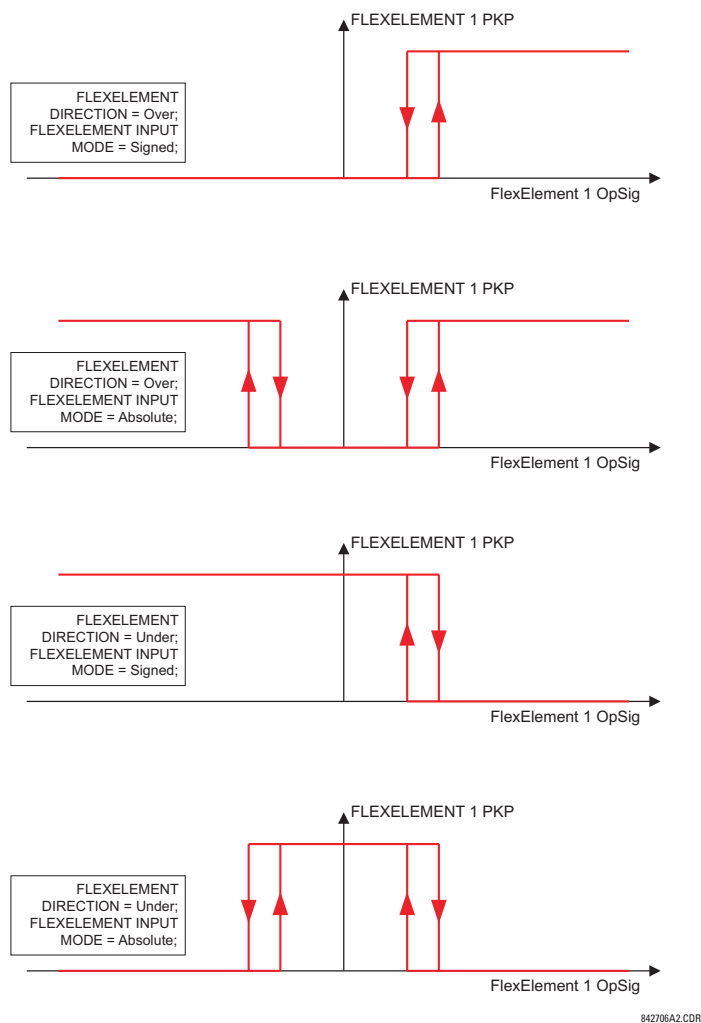 FLEXELEMENT 1 PKP
FLEXELEMENT
DIRECTION = Over;
FLEXELEMENT INPUT
MODE = Signed;
FlexElement 1 OpSig
FLEXELEMENT 1 PKP
FLEXELEMENT
DIRECTION = Over;
FLEXELEMENT INPUT
MODE = Absolute;
FlexElement 1 OpSig
FLEXELEMENT 1 PKP
FLEXELEMENT
DIRECTION = Under;
FLEXELEMENT INPUT
MODE = Signed;
FlexElement 1 OpSig
FLEXELEMENT 1 PKP
FLEXELEMENT
DIRECTION = Under;
FLEXELEMENT INPUT
MODE = Absolute;
FlexElement 1 OpSig
842706A2.CDR